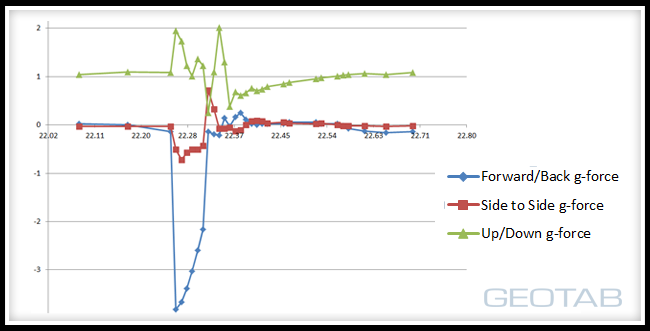 2
1
0
-1
-2
-3
22.02 22.11 22.20 22.28 22.37 22.45 22.54 22.63 22.71 22.80
Forward/Back g-force
Side to Side g-force
Up/Down g-force
GEOTAB